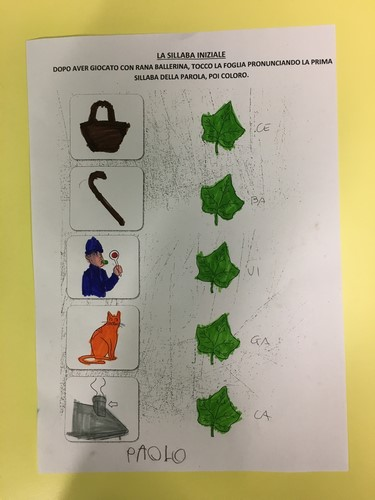 LA SILLABA INIZIALE
DOPO AVER GIOCATO CON RANA BALLERINA, TOCCO LA FOGLIA PRONUNCIANDO LA PRIMA
SILLABA DELLA PAROLA, POI COLORO.
CE
BA
VI
GA
CA
PAOLO